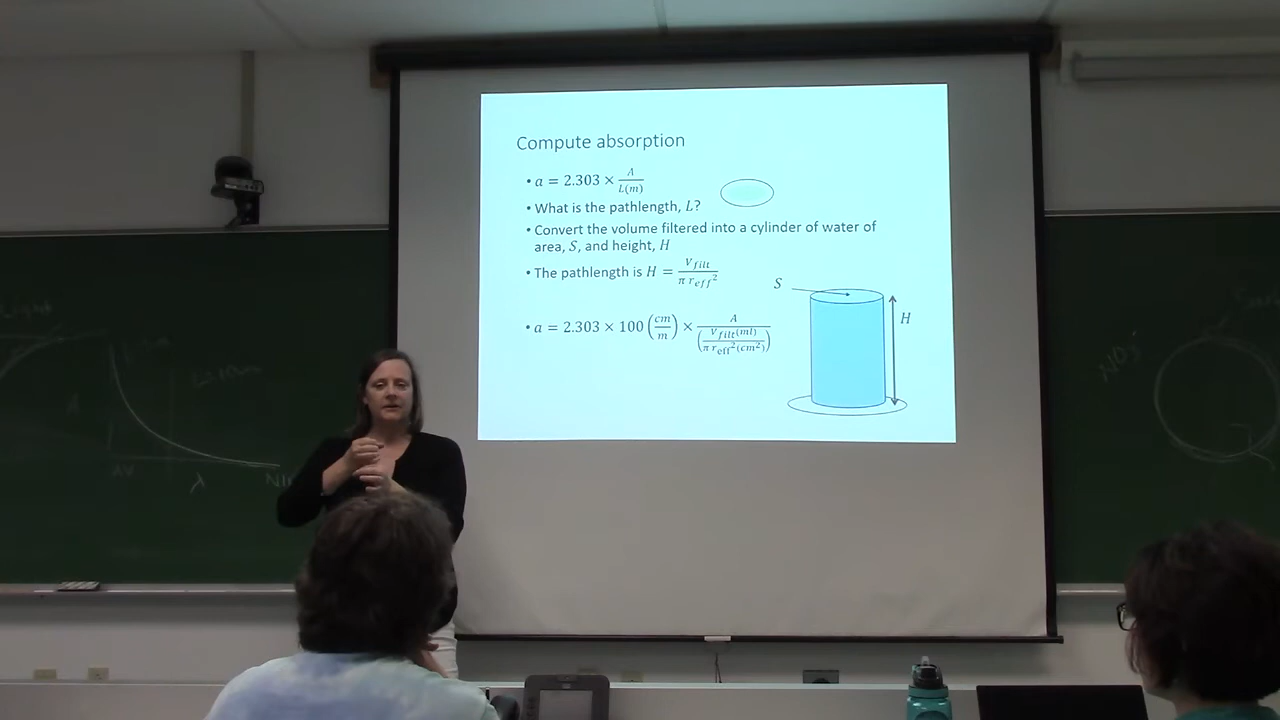 Compute absorption
• a = 2.303 × A / L(m)
• What is the pathlength, L?
• Convert the volume filtered into a cylinder of water of
area, S, and height, H
• The pathlength is H = V_filt / π r_eff²
S
H
• a = 2.303 × 100 (cm/m) × A / (V_filt(ml) / π r_eff²(cm²))
λ